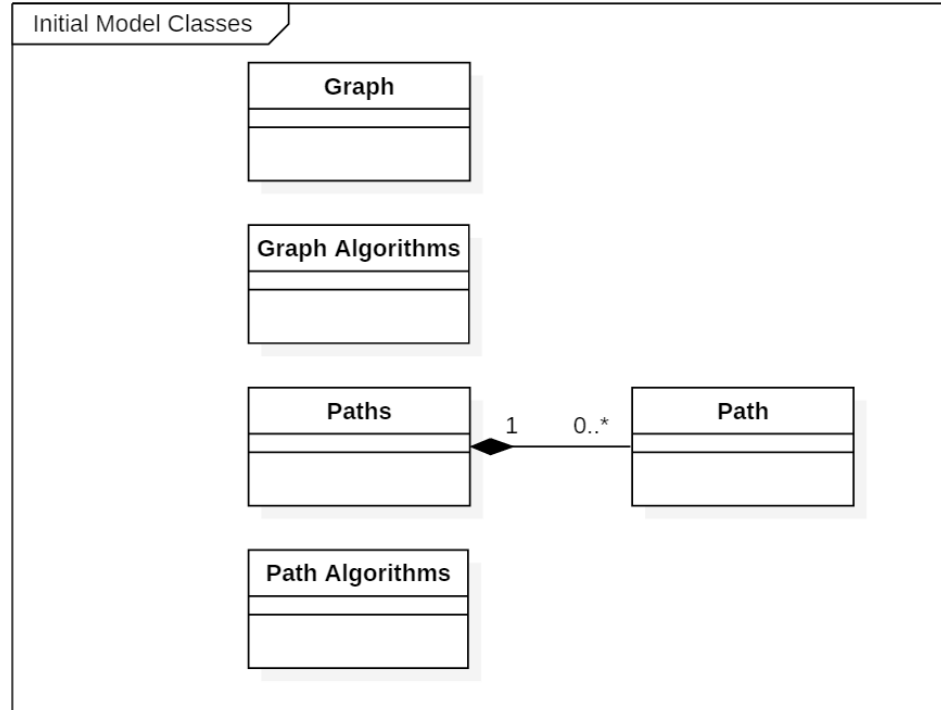 Initial Model Classes
Graph
Graph Algorithms
Paths
1
0..*
Path
Path Algorithms